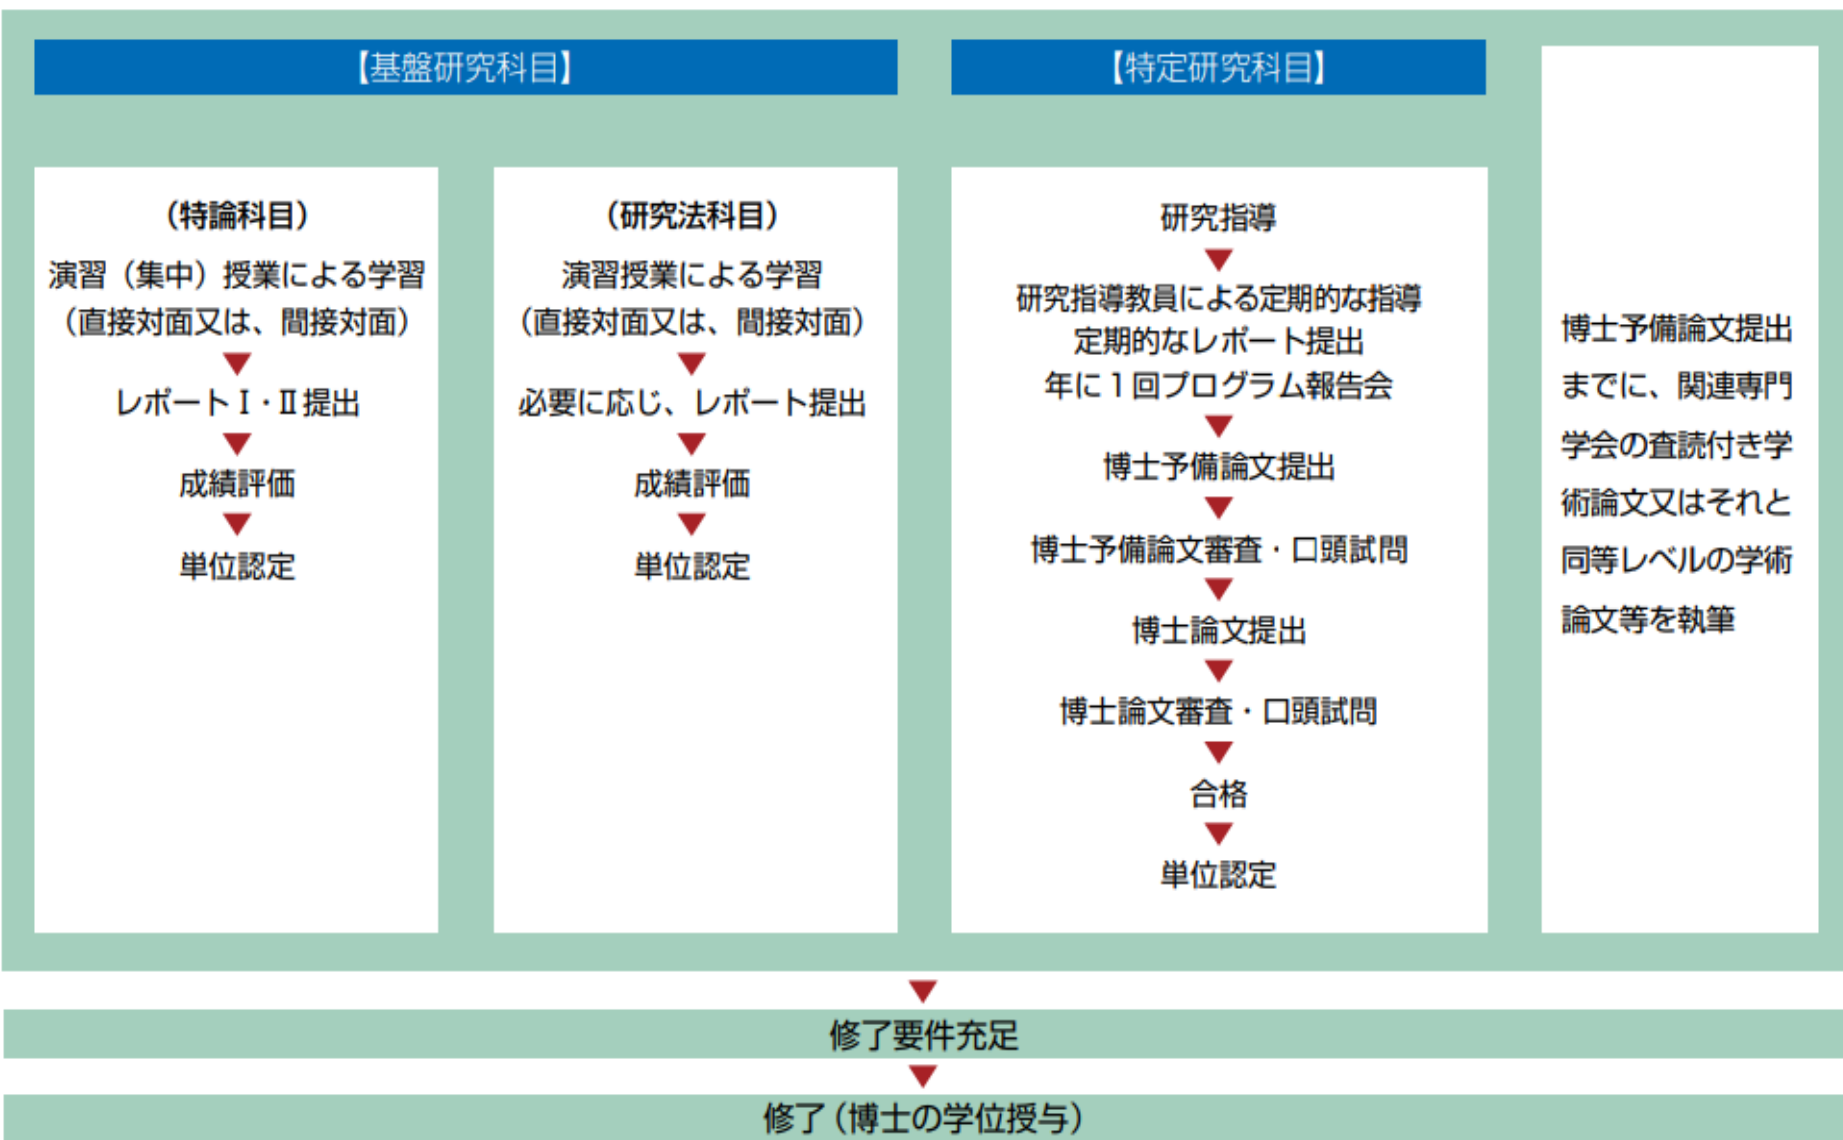 【基盤研究科目】
(特論科目)
演習(集中)授業による学習
(直接対面又は、間接対面)
レポートⅠ・Ⅱ提出
成績評価
単位認定
(研究法科目)
演習授業による学習
(直接対面又は、間接対面)
必要に応じ、レポート提出
成績評価
単位認定
【特定研究科目】
研究指導
研究指導教員による定期的な指導
定期的なレポート提出
年に1回プログラム報告会
博士予備論文提出
博士予備論文審査・口頭試問
博士論文提出
博士論文審査・口頭試問
合格
単位認定
博士予備論文提出
までに、関連専門
学会の査読付き学
術論文又はそれと
同等レベルの学術
論文等を執筆
修了要件充足
修了(博士の学位授与)